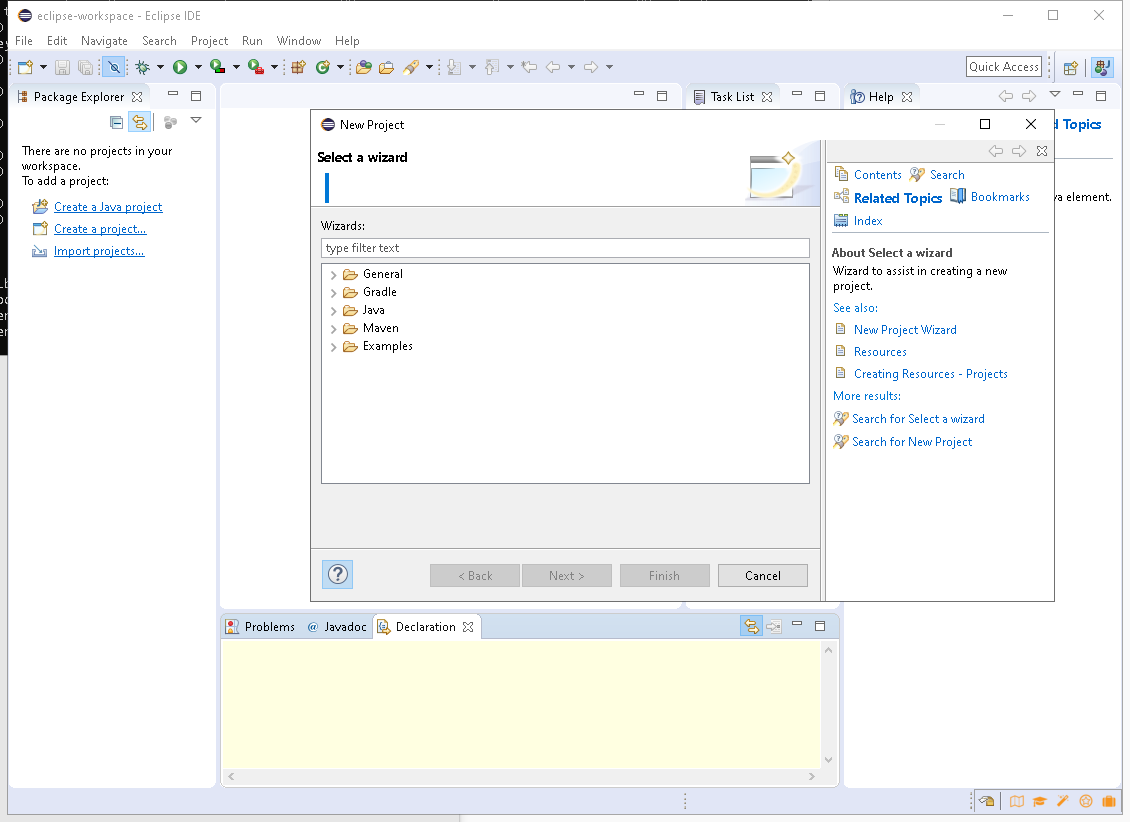 eclipse-workspace - Eclipse IDE
File Edit Navigate Search Project Run Window Help
Quick Access
Package Explorer
Task List
Help
There are no projects in your
workspace.
To add a project:
Create a Java project
Create a project...
Import projects...
New Project
Select a wizard
Wizards:
type filter text
General
Gradle
Java
Maven
Examples
< Back Next > Finish Cancel
Contents Search
Related Topics Bookmarks
Index
About Select a wizard
Wizard to assist in creating a new
project.
See also:
New Project Wizard
Resources
Creating Resources - Projects
More results:
Search for Select a wizard
Search for New Project
Topics
element.
Problems @ Javadoc Declaration